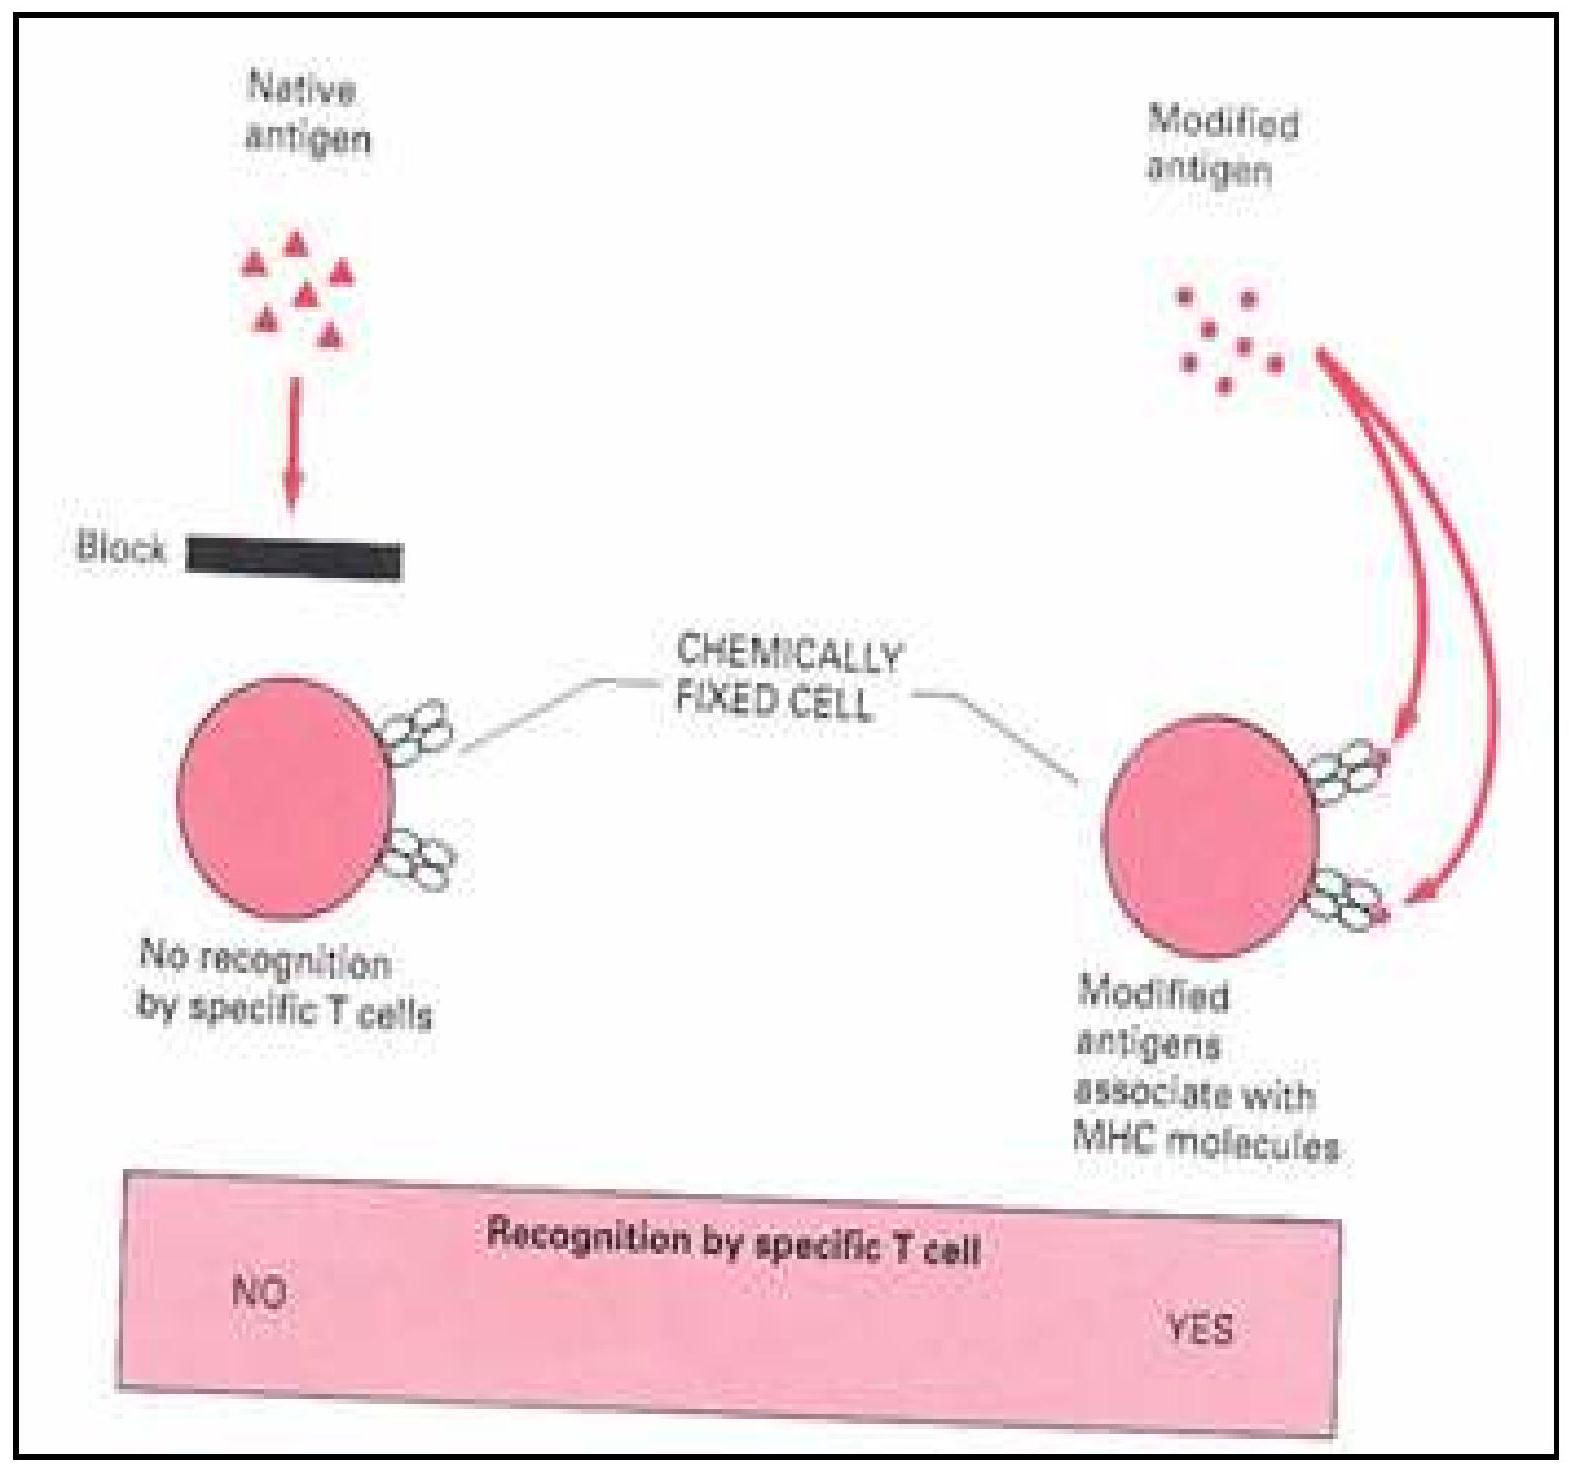 Native
antigen
Modified
antigen
Block
CHEMICALLY
FIXED CELL
No recognition
by specific T cells
Modified
antigens
associate with
MHC molecules
Recognition by specific T cell
NO
YES